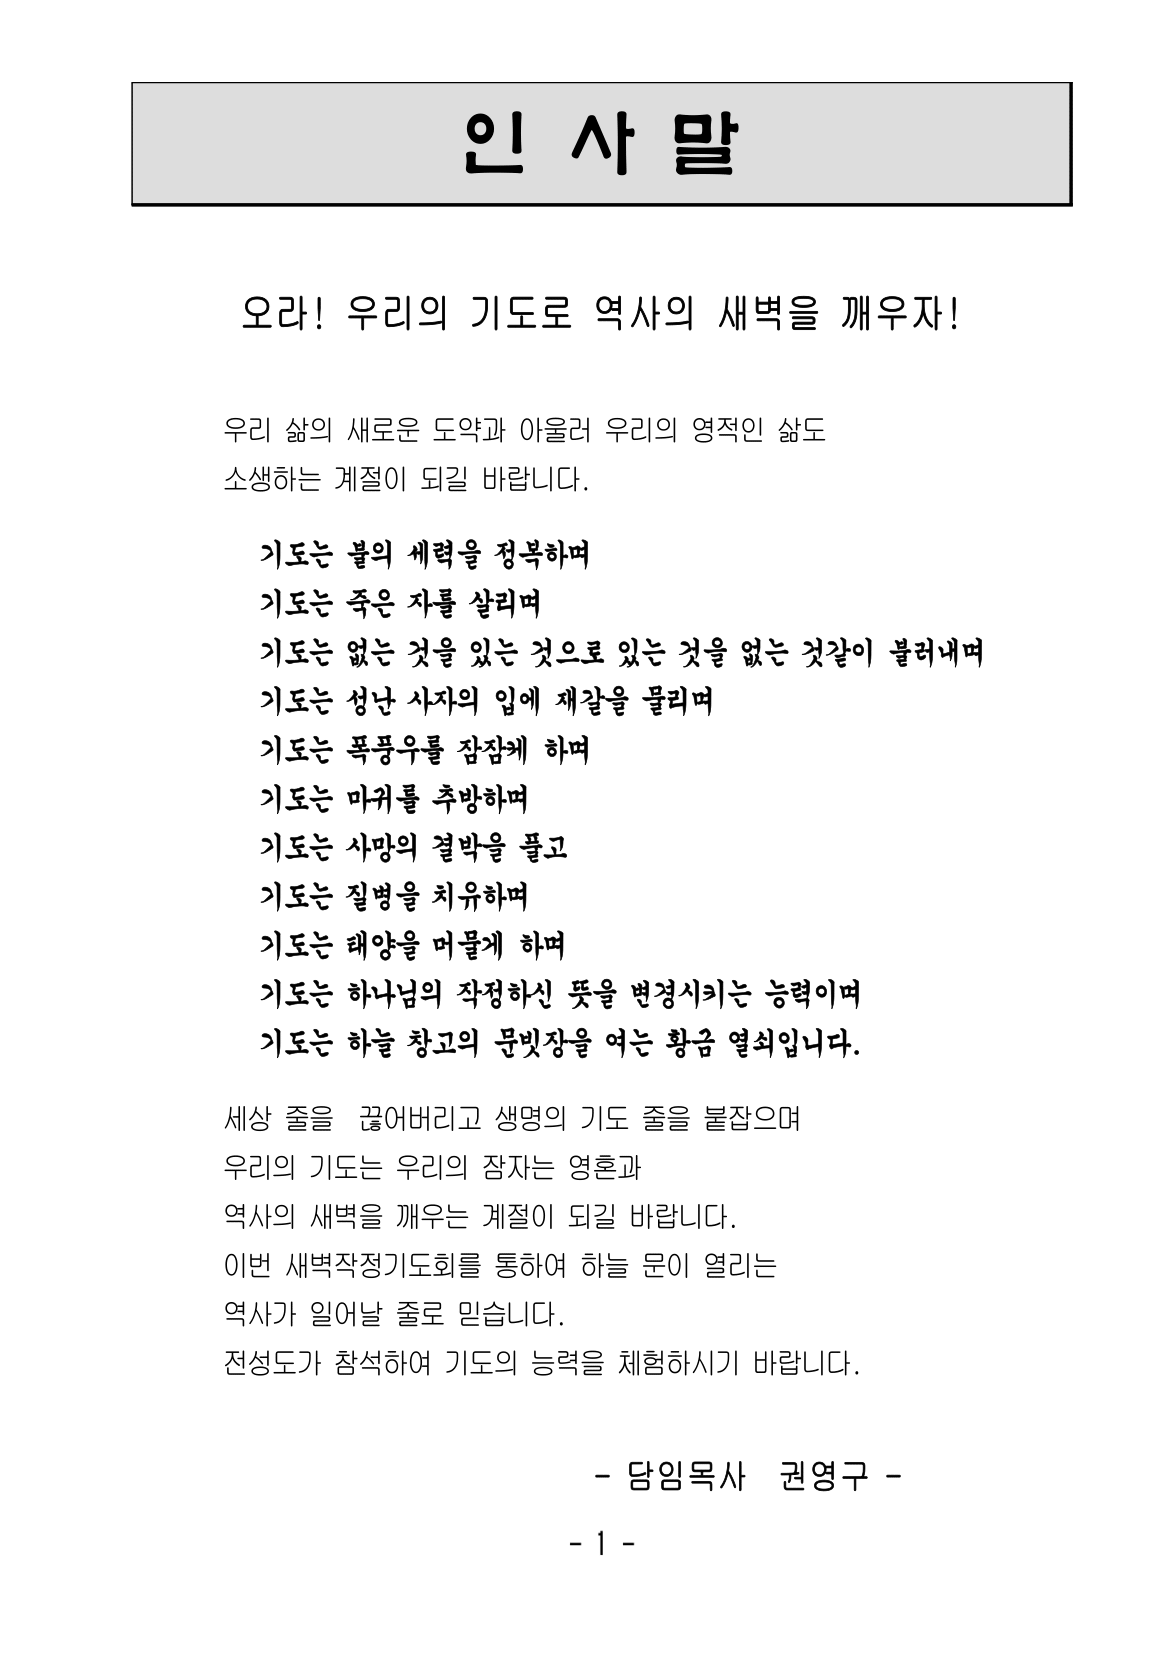 인 사 말
오라! 우리의 기도로 역사의 새벽을 깨우자!
우리 삶의 새로운 도약과 아울러 우리의 영적인 삶도
소생하는 계절이 되길 바랍니다.
기도는 불의 세력을 정복하며
기도는 죽은 자를 살리며
기도는 없는 것을 있는 것으로 있는 것을 없는 것같이 불러내며
기도는 성난 사자의 입에 재갈을 물리며
기도는 폭풍우를 잠잠케 하며
기도는 마귀를 추방하며
기도는 사망의 결박을 풀고
기도는 질병을 치유하며
기도는 태양을 머물게 하며
기도는 하나님의 작정하신 뜻을 변경시키는 능력이며
기도는 하늘 창고의 문빗장을 여는 황금 열쇠입니다.
세상 줄을 끊어버리고 생명의 기도 줄을 붙잡으며
우리의 기도는 우리의 잠자는 영혼과
역사의 새벽을 깨우는 계절이 되길 바랍니다.
이번 새벽작정기도회를 통하여 하늘 문이 열리는
역사가 일어날 줄로 믿습니다.
전성도가 참석하여 기도의 능력을 체험하시기 바랍니다.
- 담임목사 권영구 -
- 1 -